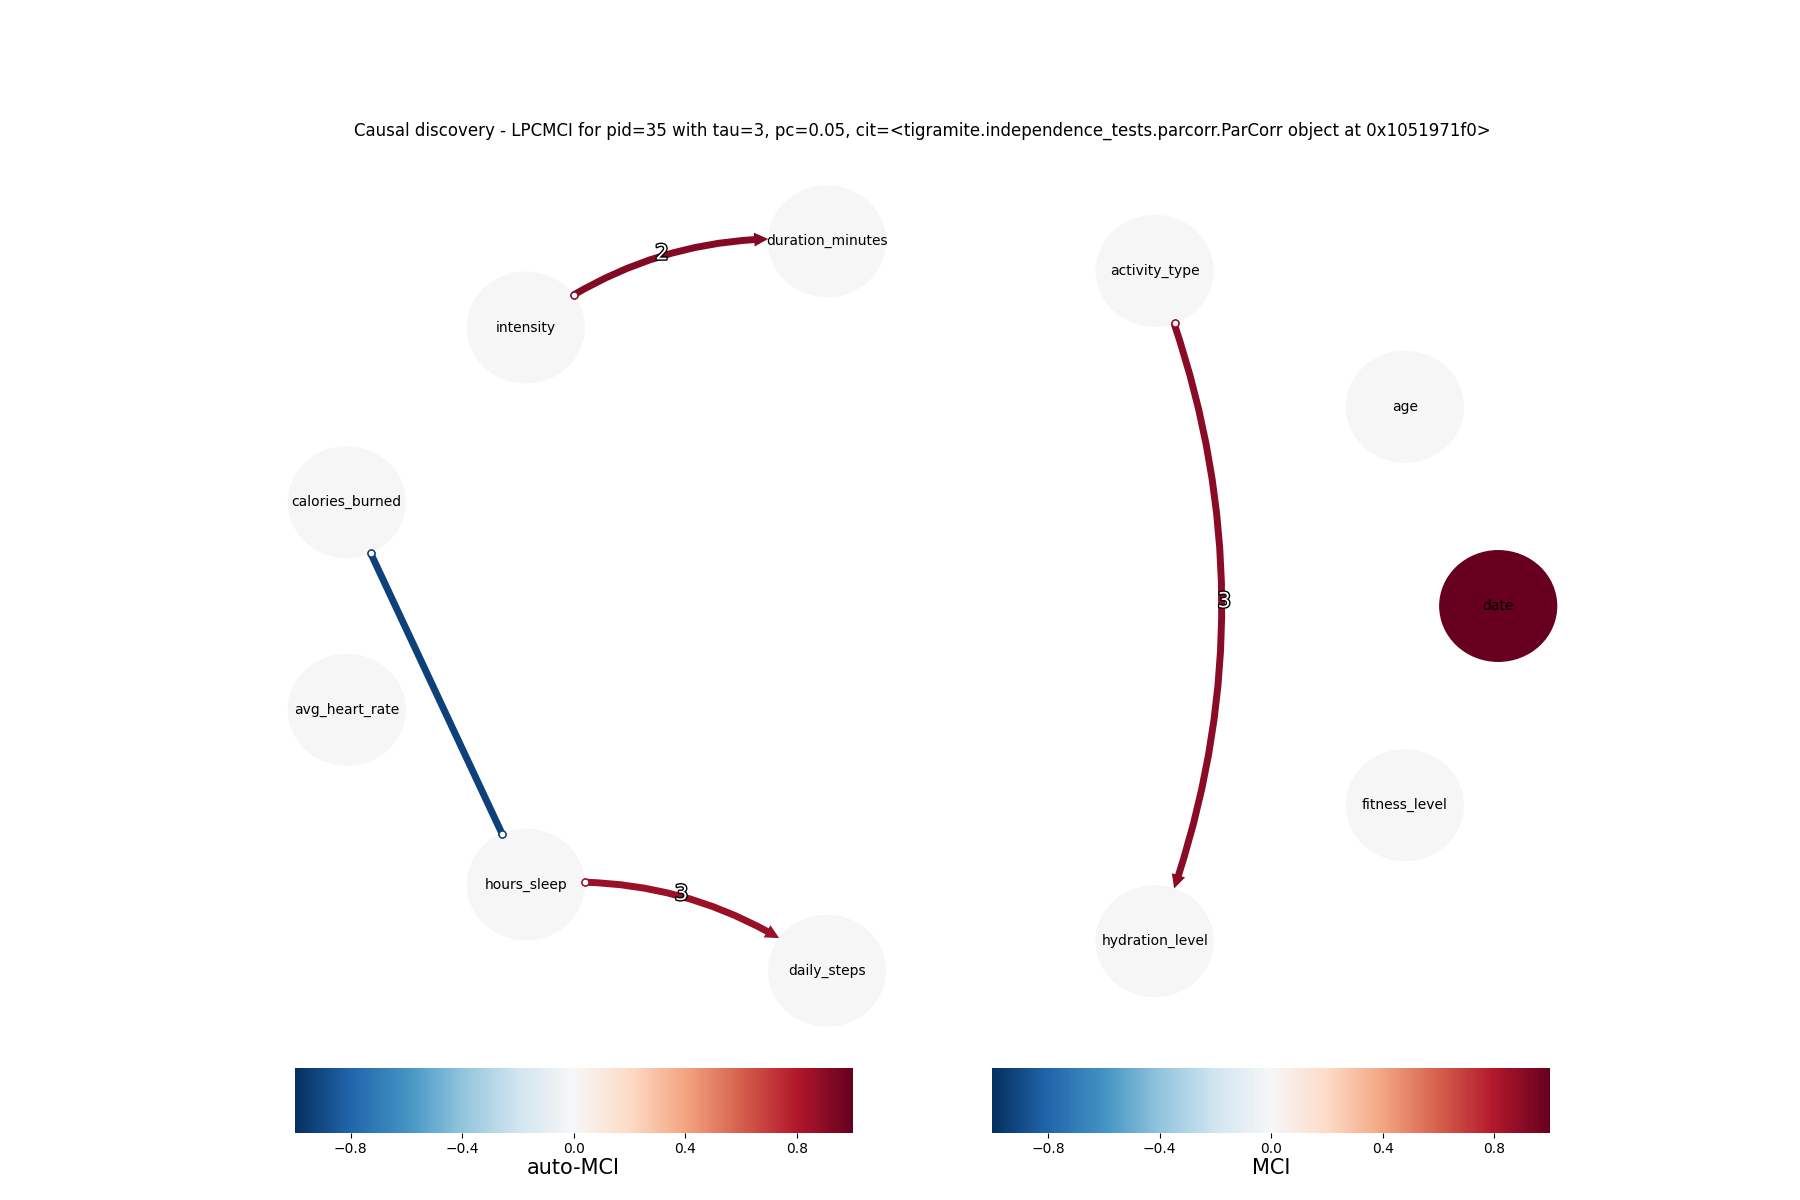 Causal discovery - LPCMCI for pid=35 with tau=3, pc=0.05, cit=<tigramite.independence_tests.parcorr.ParCorr object at 0x1051971f0>
duration_minutes
2
activity_type
intensity
age
calories_burned
3
date
avg_heart_rate
fitness_level
hours_sleep
3
hydration_level
daily_steps
−0.8 −0.4 0.0 0.4 0.8
auto-MCI
−0.8 −0.4 0.0 0.4 0.8
MCI